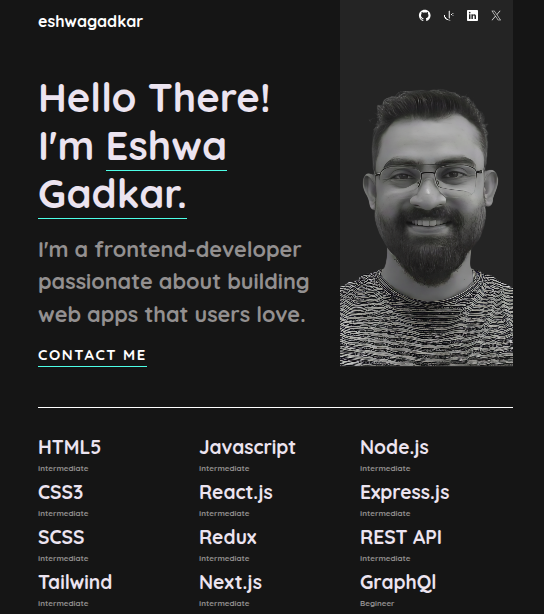 eshwagadkar
Hello There!
I'm Eshwa
Gadkar.
I'm a frontend-developer
passionate about building
web apps that users love.
CONTACT ME
HTML5 Javascript Node.js
Intermediate Intermediate Intermediate
CSS3 React.js Express.js
Intermediate Intermediate Intermediate
SCSS Redux REST API
Intermediate Intermediate Intermediate
Tailwind Next.js GraphQl
Intermediate Intermediate Begineer